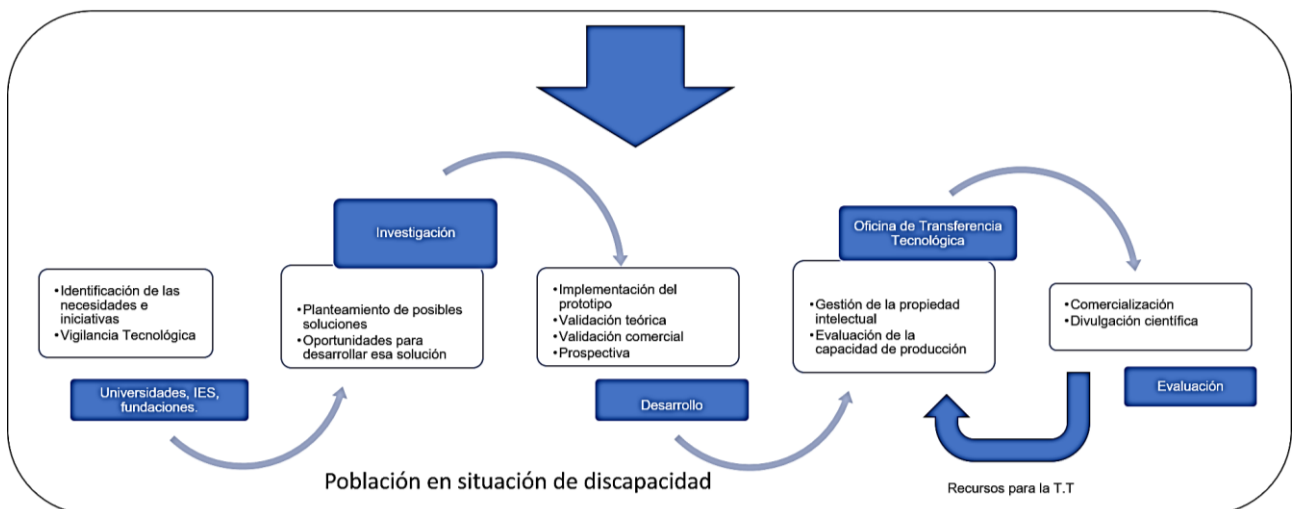 •Identificación de las
necesidades e
iniciativas
•Vigilancia Tecnológica
Universidades, IES,
fundaciones.
Investigación
•Planteamiento de posibles
soluciones
•Oportunidades para
desarrollar esa solución
•Implementación del
prototipo
•Validación teórica
•Validación comercial
•Prospectiva
Desarrollo
Oficina de Transferencia
Tecnológica
•Gestión de la propiedad
intelectual
•Evaluación de la
capacidad de producción
•Comercialización
•Divulgación científica
Evaluación
Población en situación de discapacidad
Recursos para la T.T